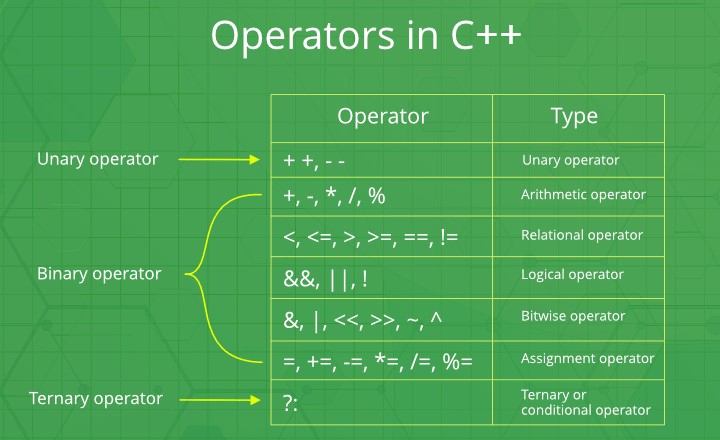 Operators in C++
Operator Type
Unary operator + +, - - Unary operator
+, -, *, /, % Arithmetic operator
<, <=, >, >=, ==, != Relational operator
Binary operator &&, ||, ! Logical operator
&, |, <<, >>, ~, ^ Bitwise operator
=, +=, -=, *=, /=, %= Assignment operator
Ternary operator ?: Ternary or
conditional operator